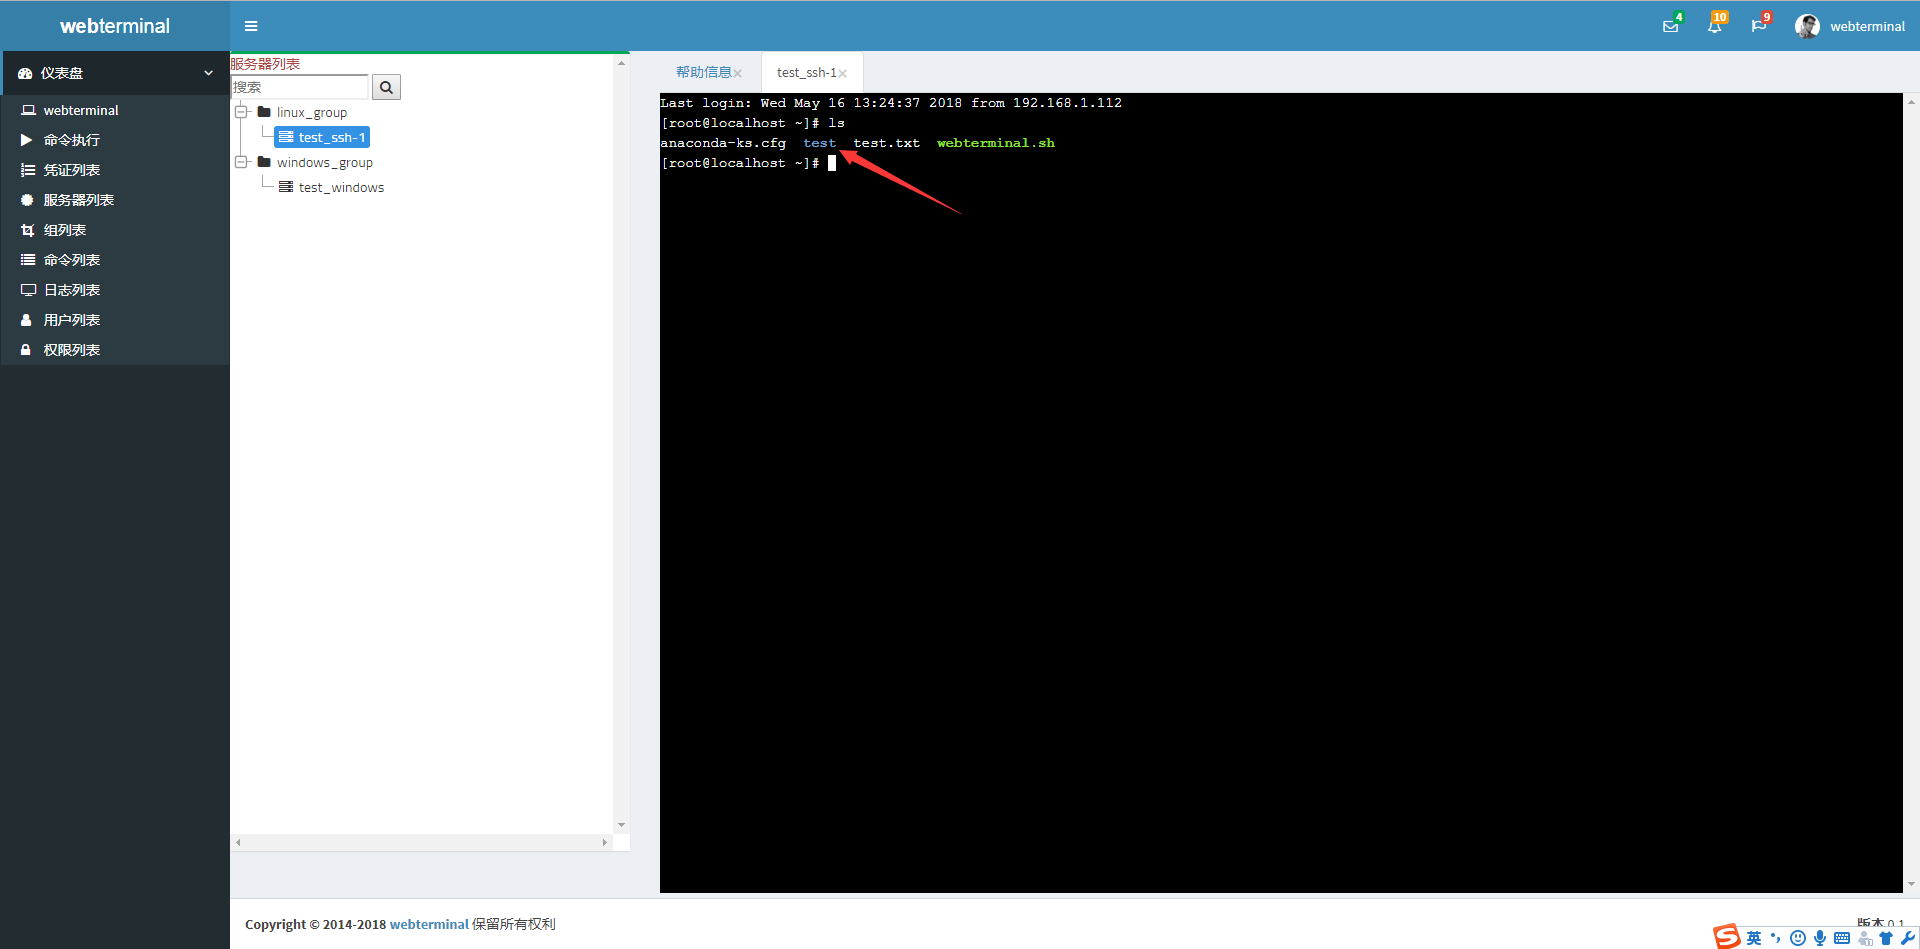 webterminal
4
10
9
webterminal
仪表盘
webterminal
命令执行
凭证列表
服务器列表
组列表
命令列表
日志列表
用户列表
权限列表
服务器列表
搜索
linux_group
test_ssh-1
windows_group
test_windows
帮助信息×
test_ssh-1×
Last login: Wed May 16 13:24:37 2018 from 192.168.1.112
[root@localhost ~]# ls
anaconda-ks.cfg test test.txt webterminal.sh
[root@localhost ~]#
Copyright © 2014-2018 webterminal 保留所有权利
版本 0.1
英